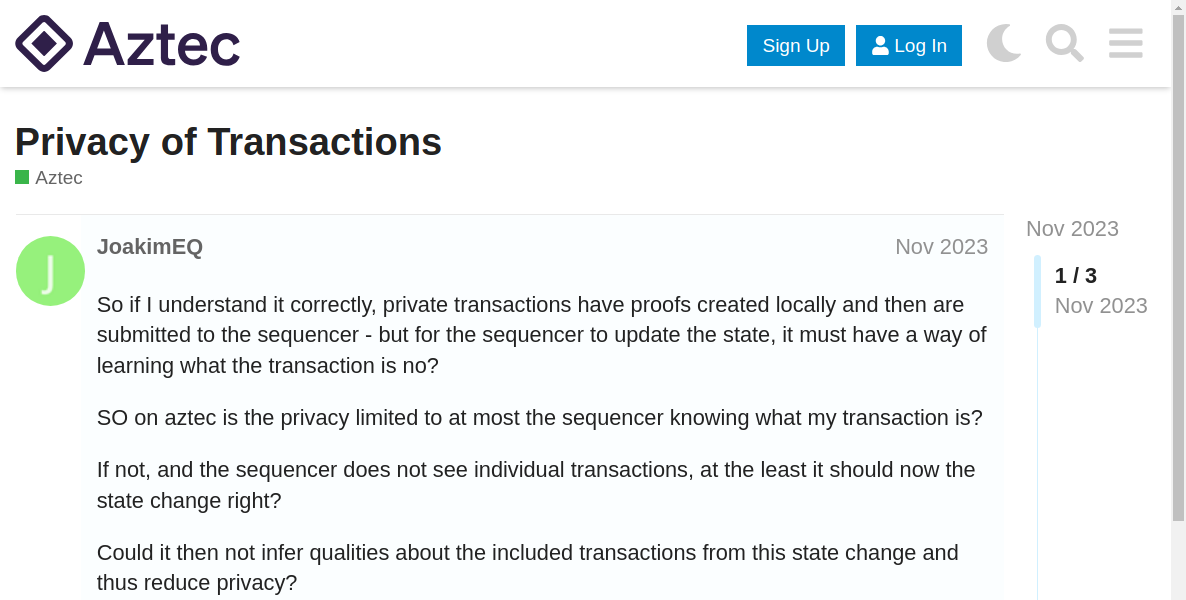 Aztec
Sign Up
Log In
Privacy of Transactions
Aztec
J
JoakimEQ
Nov 2023
So if I understand it correctly, private transactions have proofs created locally and then are
submitted to the sequencer - but for the sequencer to update the state, it must have a way of
learning what the transaction is no?
SO on aztec is the privacy limited to at most the sequencer knowing what my transaction is?
If not, and the sequencer does not see individual transactions, at the least it should now the
state change right?
Could it then not infer qualities about the included transactions from this state change and
thus reduce privacy?
Nov 2023
1 / 3
Nov 2023